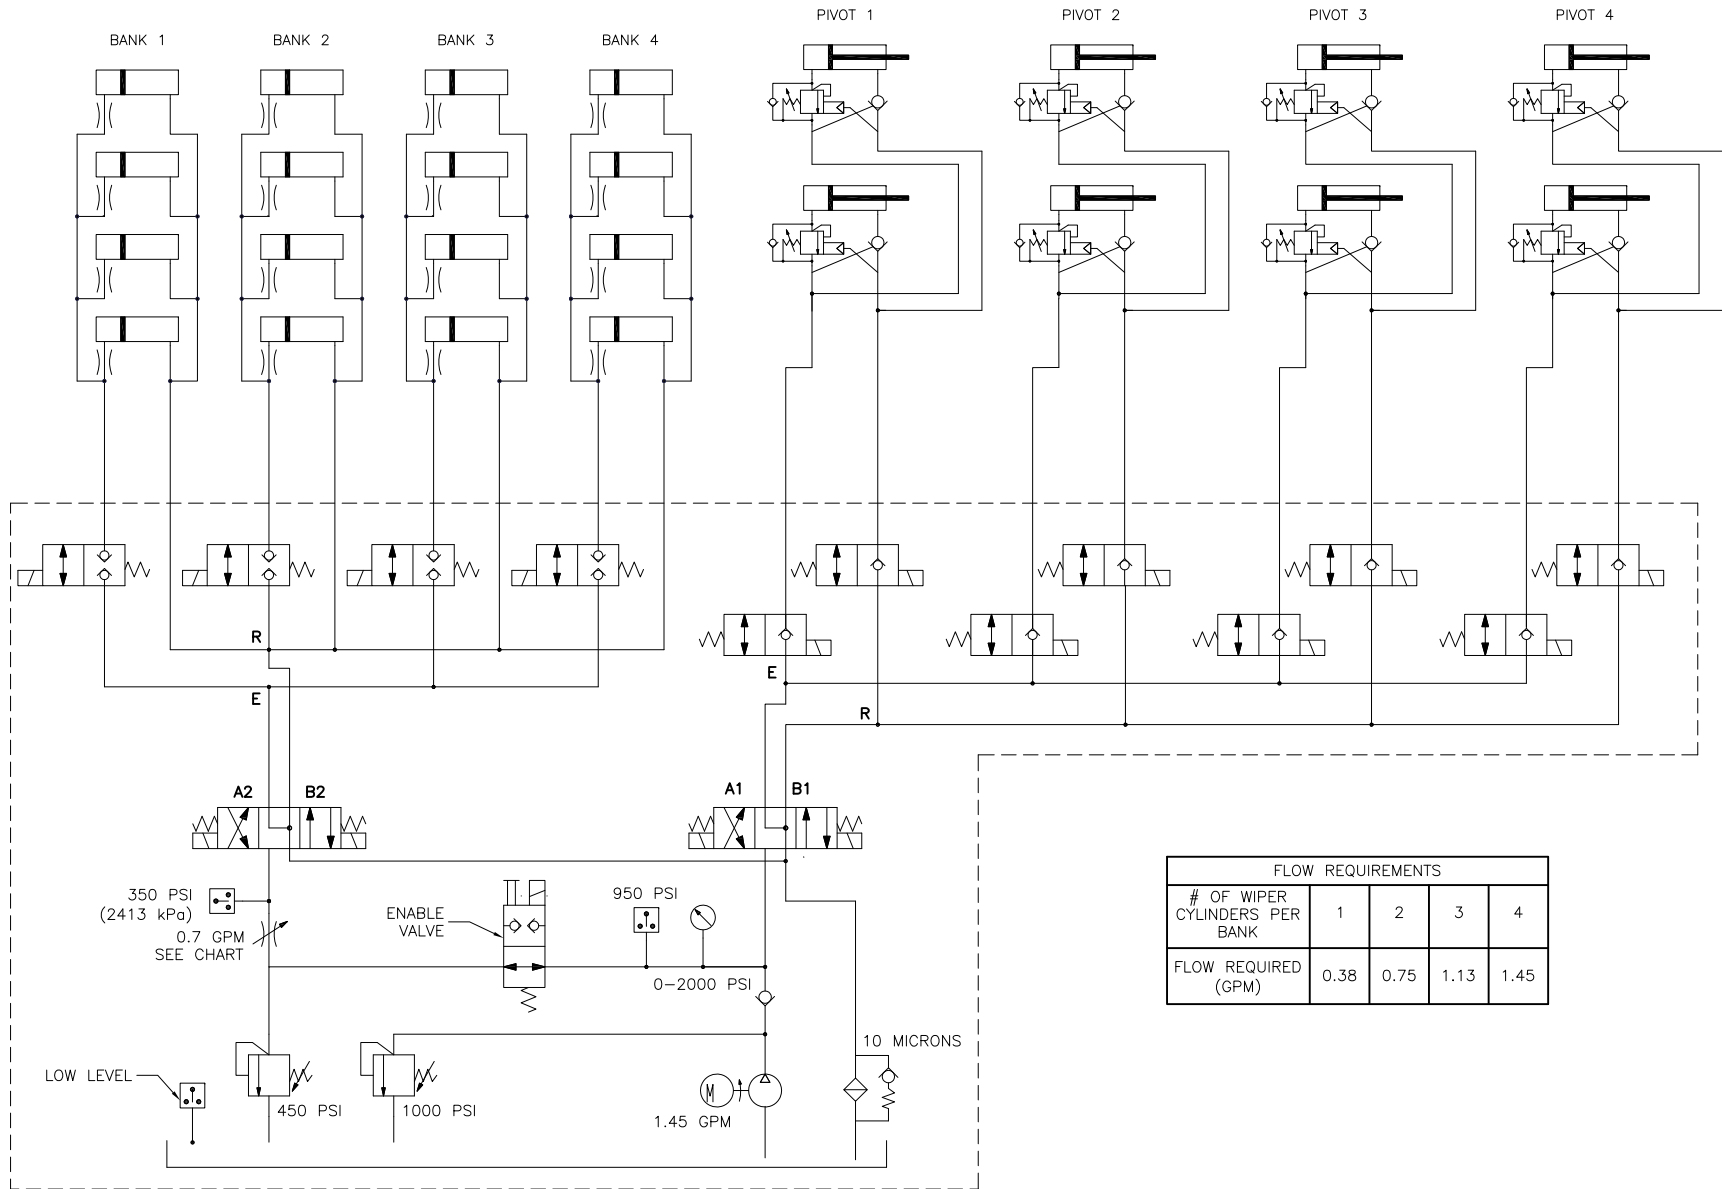 PIVOT 1
PIVOT 2
PIVOT 3
PIVOT 4
BANK 1
BANK 2
BANK 3
BANK 4
R
E
E
R
A2
B2
A1
B1
350 PSI
(2413 kPa)
0.7 GPM
SEE CHART
ENABLE
VALVE
950 PSI
0-2000 PSI
LOW LEVEL
450 PSI
1000 PSI
M
1.45 GPM
10 MICRONS
FLOW REQUIREMENTS
# OF WIPER
CYLINDERS PER
BANK
1
2
3
4
FLOW REQUIRED
(GPM)
0.38
0.75
1.13
1.45